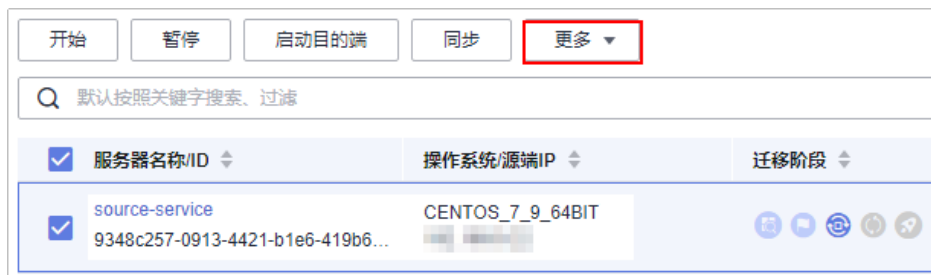 开始 暂停 启动目的端 同步 更多
默认按照关键字搜索、过滤
服务器名称/ID 操作系统/源端IP 迁移阶段
source-service CENTOS_7_9_64BIT
9348c257-0913-4421-b1e6-419b6...